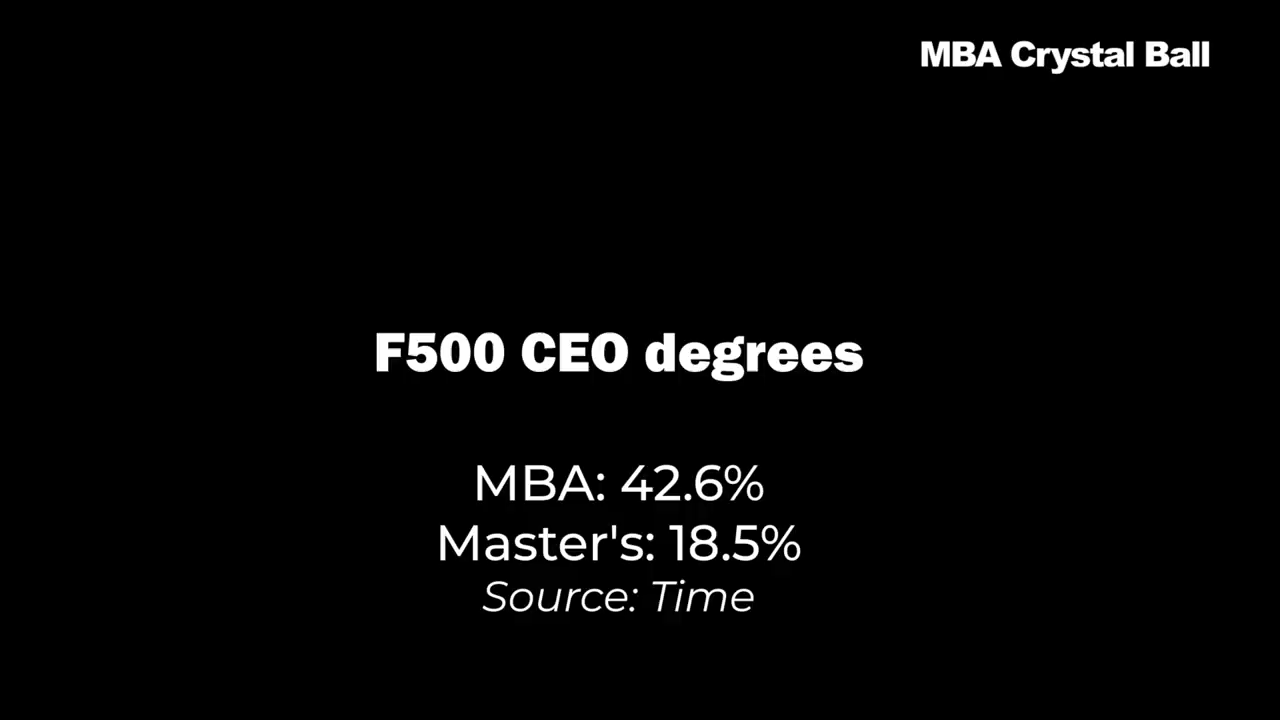 MBA Crystal Ball
F500 CEO degrees
MBA: 42.6%
Master's: 18.5%
Source: Time